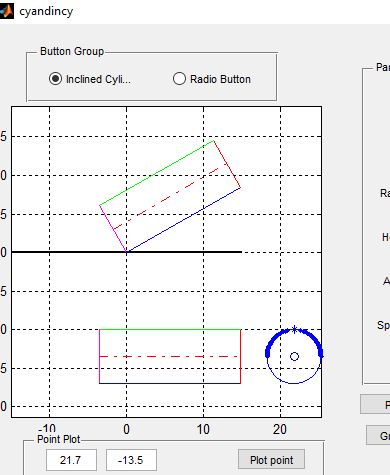 cyandincy
Button Group
Inclined Cyli...
Radio Button
Par
5
0
5
0
5
0
5
0
Ra
He
A
Sp
-10
0
10
20
P
Gr
Point Plot
21.7
-13.5
Plot point